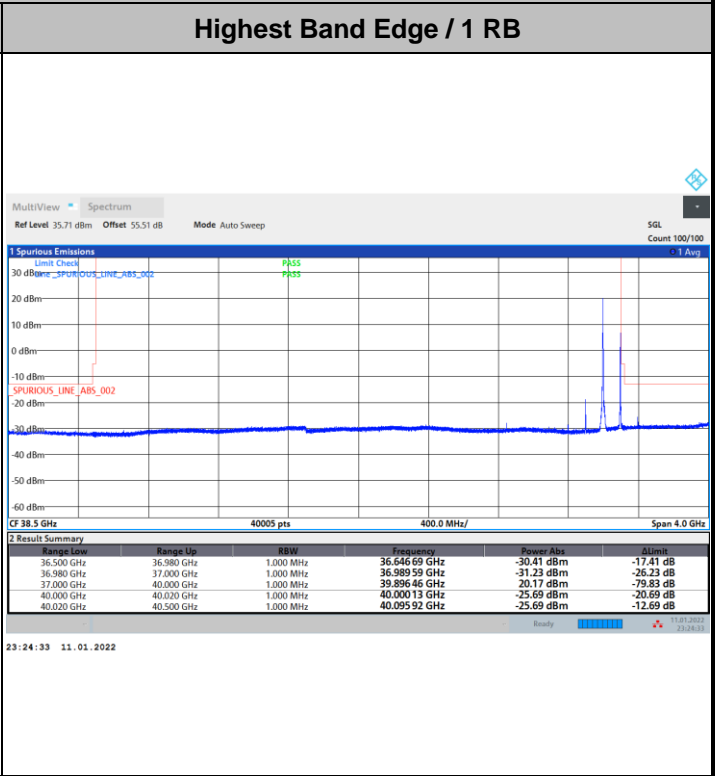 Highest Band Edge / 1 RB
MultiView Spectrum
Ref Level 35.71 dBm Offset 55.51 dB Mode Auto Sweep SGL
Count 100/100
1 Spurious Emissions 1 Avg
Limit Check PASS
30 dBm Line _SPURIOUS_LINE_ABS_002 PASS
20 dBm
10 dBm
0 dBm
-10 dBm
_SPURIOUS_LINE_ABS_002
-20 dBm
-30 dBm
-40 dBm
-50 dBm
-60 dBm
CF 38.5 GHz 40005 pts 400.0 MHz/ Span 4.0 GHz
2 Result Summary
Range Low Range Up RBW Frequency Power Abs ΔLimit
36.500 GHz 36.980 GHz 1.000 MHz 36.646 69 GHz -30.41 dBm -17.41 dB
36.980 GHz 37.000 GHz 1.000 MHz 36.989 59 GHz -31.23 dBm -26.23 dB
37.000 GHz 40.000 GHz 1.000 MHz 39.896 46 GHz 20.17 dBm -79.83 dB
40.000 GHz 40.020 GHz 1.000 MHz 40.000 13 GHz -25.69 dBm -20.69 dB
40.020 GHz 40.500 GHz 1.000 MHz 40.095 92 GHz -25.69 dBm -12.69 dB
Ready 11.01.2022
23:24:33
23:24:33 11.01.2022